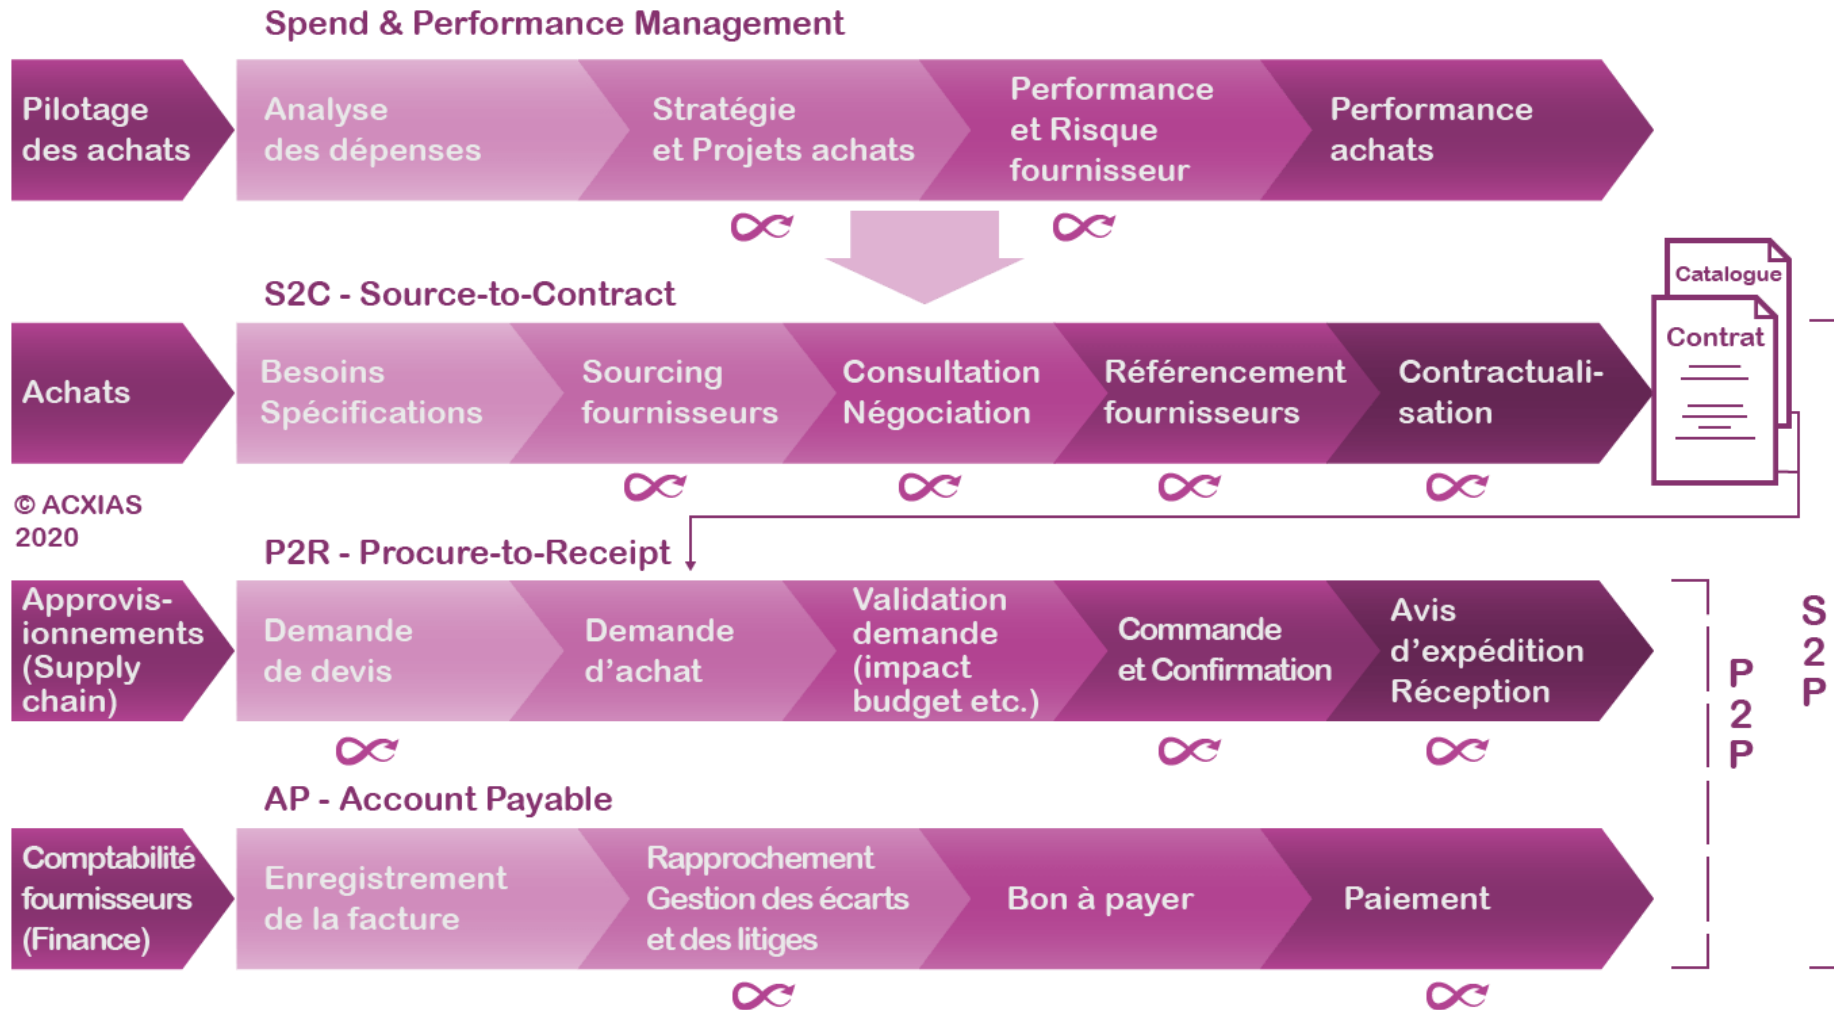 Spend & Performance Management
Pilotage
des achats
Analyse
des dépenses
Stratégie
et Projets achats
Performance
et Risque
fournisseur
Performance
achats
S2C - Source-to-Contract
Achats
Besoins
Spécifications
Sourcing
fournisseurs
Consultation
Négociation
Référencement
fournisseurs
Contractuali-
sation
Catalogue
Contrat
© ACXIAS
2020
P2R - Procure-to-Receipt
Approvis-
ionnements
(Supply
chain)
Demande
de devis
Demande
d’achat
Validation
demande
(impact
budget etc.)
Commande
et Confirmation
Avis
d’expédition
Réception
P2P
S2P
AP - Account Payable
Comptabilité
fournisseurs
(Finance)
Enregistrement
de la facture
Rapprochement
Gestion des écarts
et des litiges
Bon à payer
Paiement